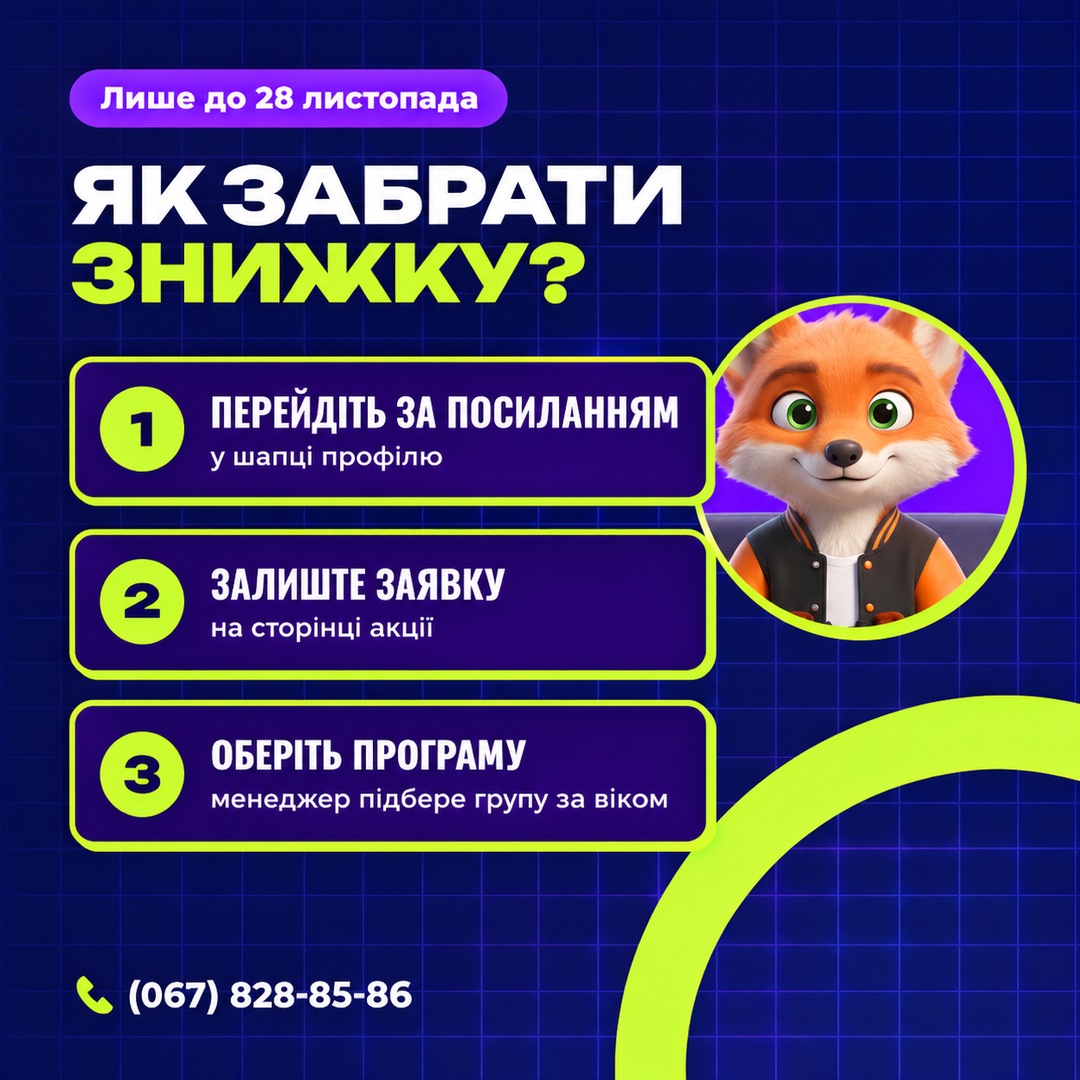 Лише до 28 листопада
ЯК ЗАБРАТИ
ЗНИЖКУ?
1
ПЕРЕЙДІТЬ ЗА ПОСИЛАННЯМ
у шапці профілю
2
ЗАЛИШТЕ ЗАЯВКУ
на сторінці акції
3
ОБЕРІТЬ ПРОГРАМУ
менеджер підбере групу за віком
(067) 828-85-86